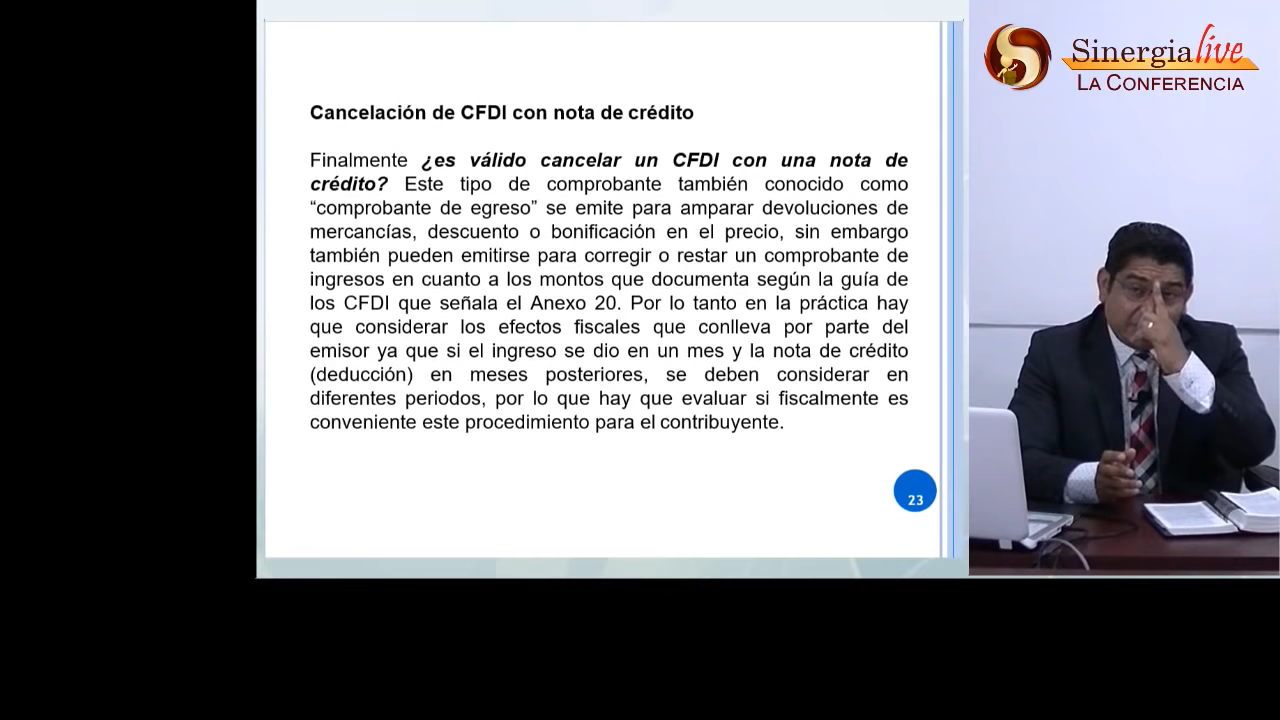 Cancelación de CFDI con nota de crédito
Finalmente ¿es válido cancelar un CFDI con una nota de
crédito? Este tipo de comprobante también conocido como
“comprobante de egreso” se emite para amparar devoluciones de
mercancías, descuento o bonificación en el precio, sin embargo
también pueden emitirse para corregir o restar un comprobante de
ingresos en cuanto a los montos que documenta según la guía de
los CFDI que señala el Anexo 20. Por lo tanto en la práctica hay
que considerar los efectos fiscales que conlleva por parte del
emisor ya que si el ingreso se dio en un mes y la nota de crédito
(deducción) en meses posteriores, se deben considerar en
diferentes periodos, por lo que hay que evaluar si fiscalmente es
conveniente este procedimiento para el contribuyente.
23
Sinergia live
LA CONFERENCIA